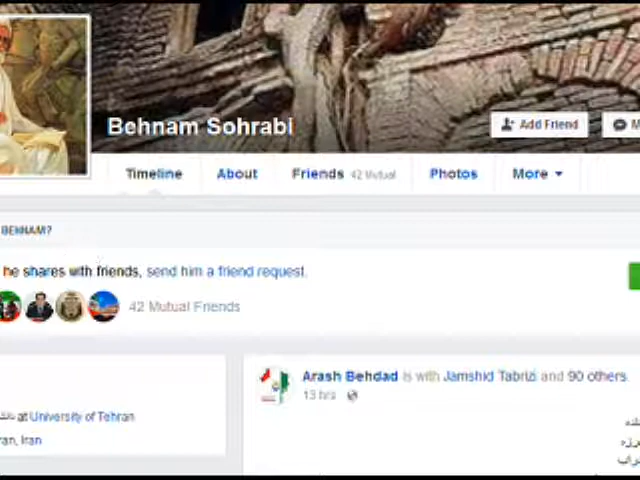 Behnam Sohrabi
Add Friend
Timeline About Friends 42 Mutual Photos More
BEHNAM?
he shares with friends, send him a friend request.
42 Mutual Friends
Arash Behdad is with Jamshid Tabrizi and 90 others.
13 hrs
at University of Tehran
Iran